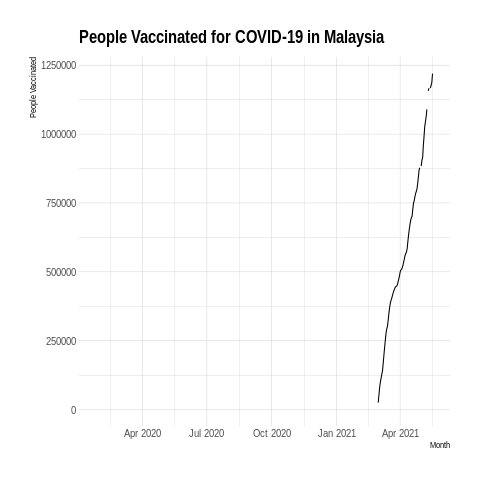 People Vaccinated for COVID-19 in Malaysia
People Vaccinated
1250000
1000000
750000
500000
250000
0
Apr 2020 Jul 2020 Oct 2020 Jan 2021 Apr 2021
Month